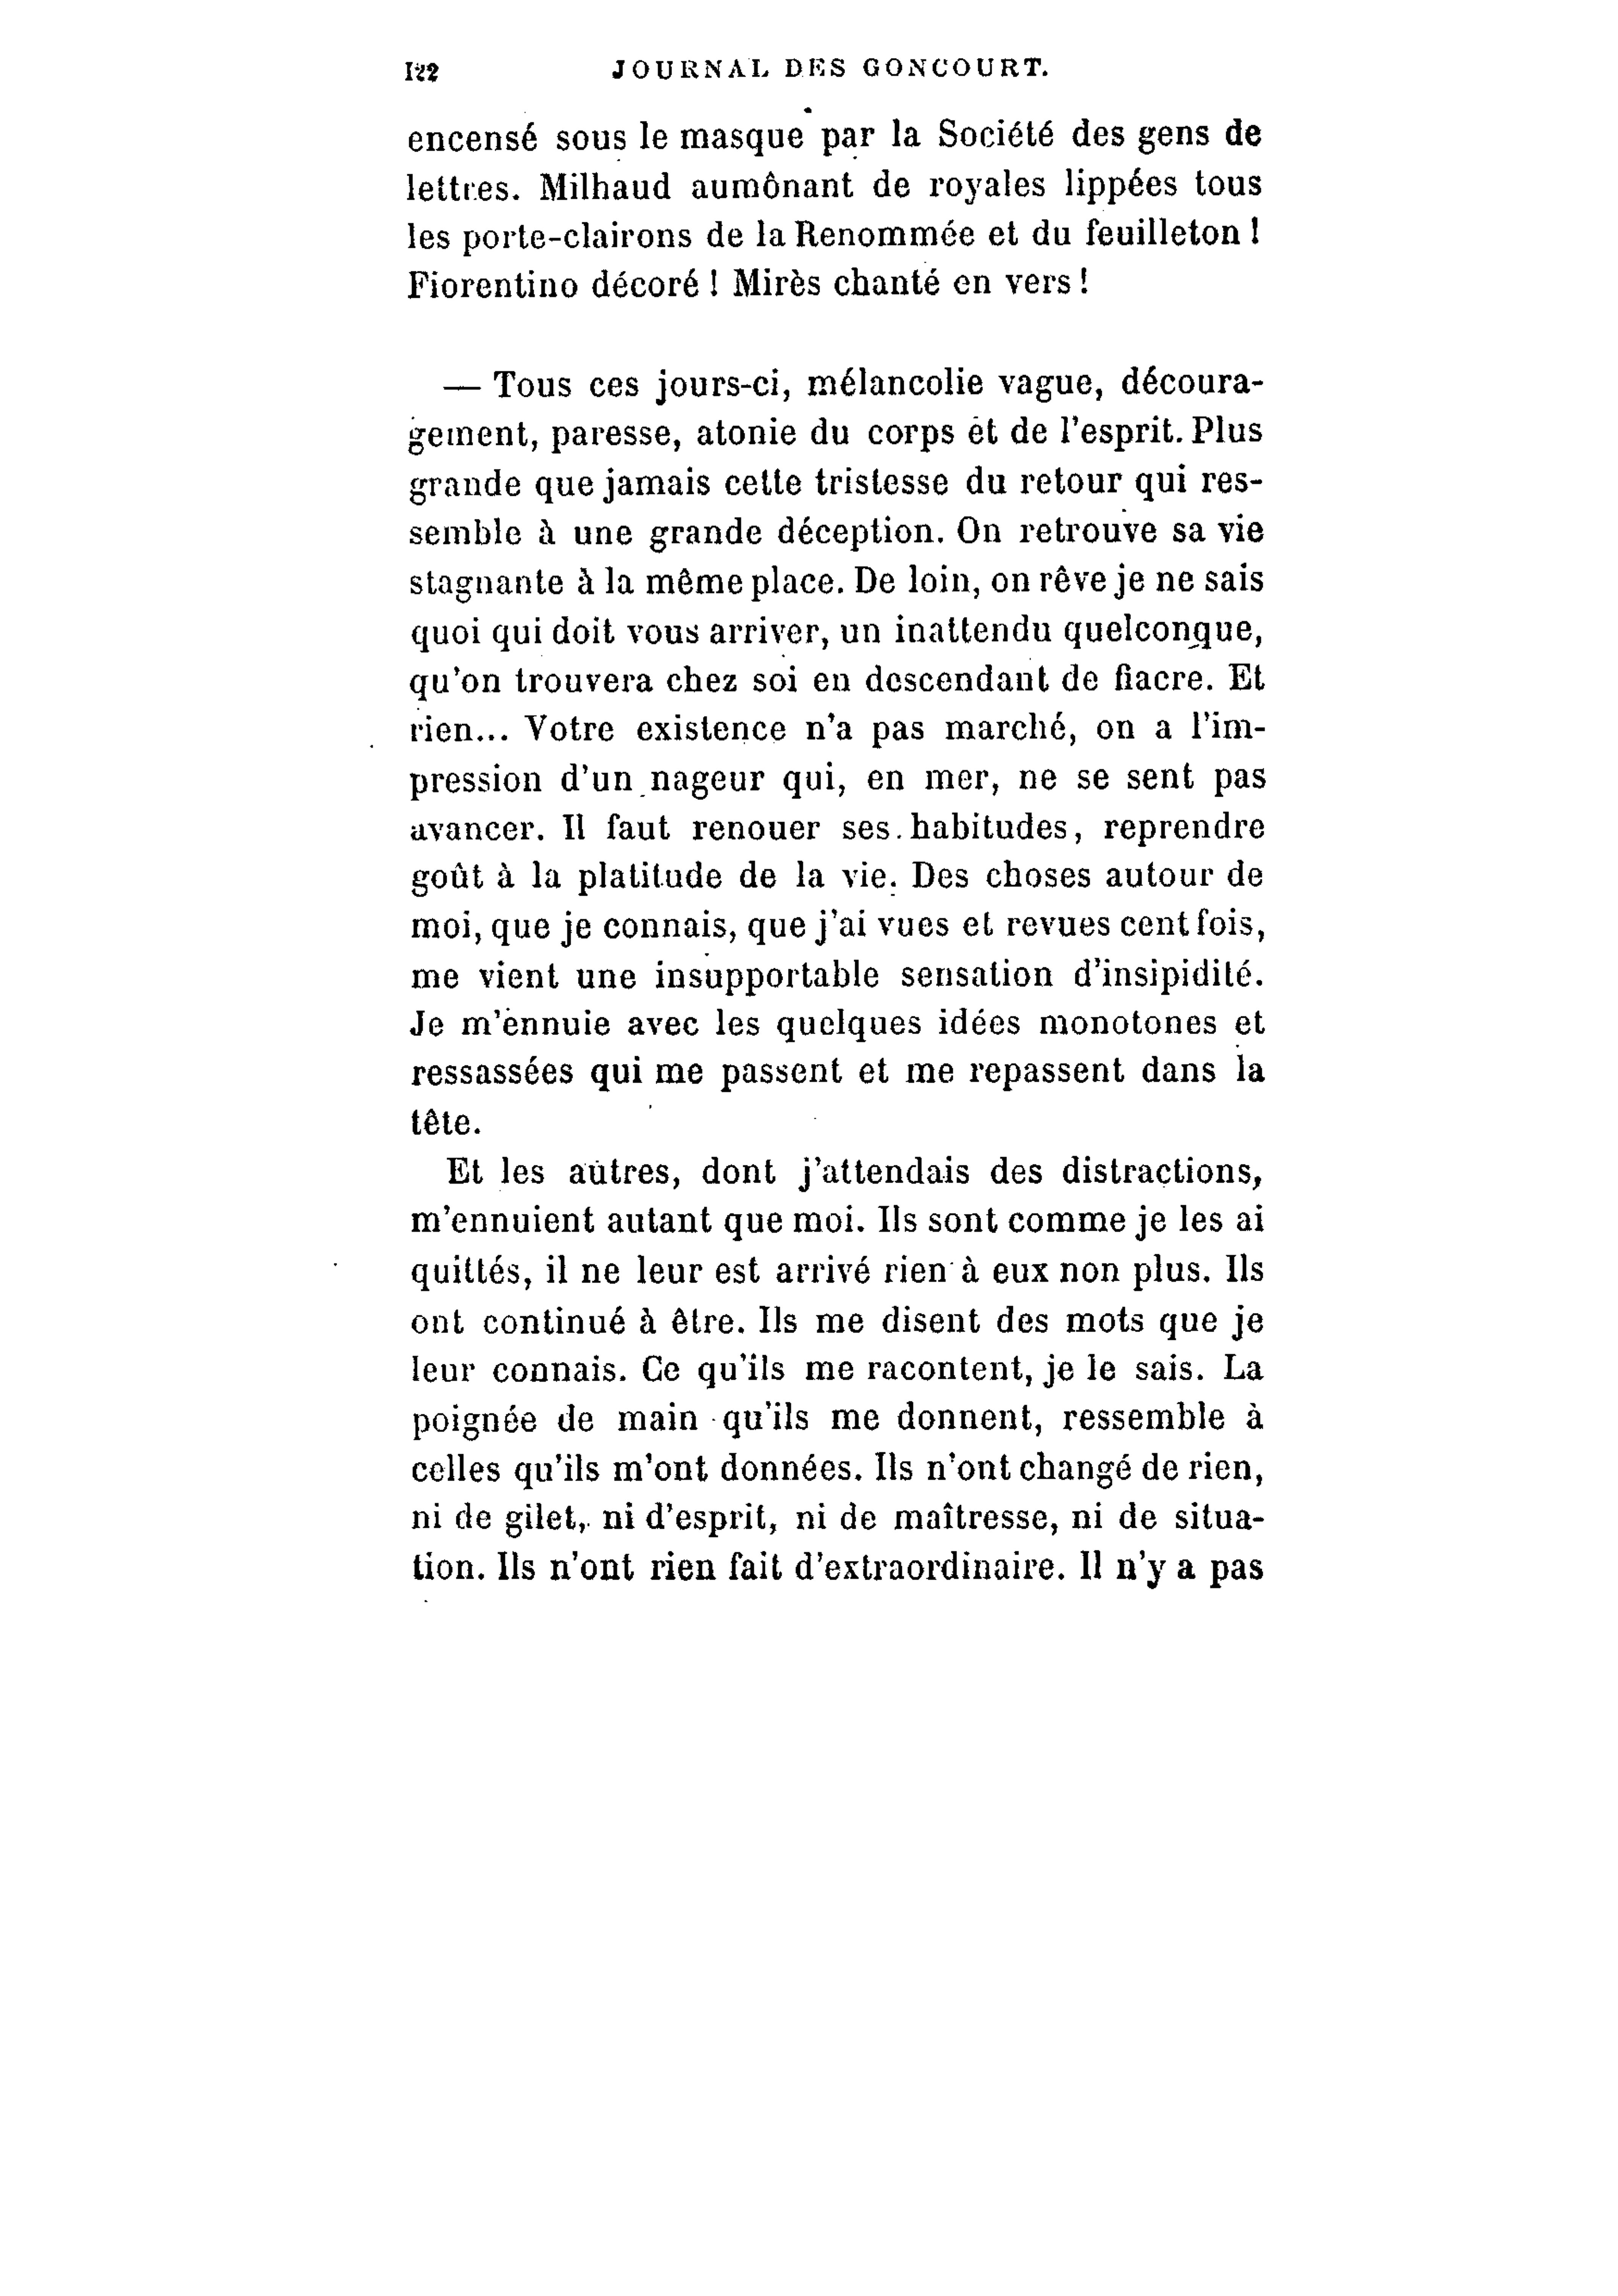 122 JOURNAL DES GONCOURT.
encensé sous le masque par la Société des gens de
lettres. Milhaud aumônant de royales lippées tous
les porte-clairons de la Renommée et du feuilleton !
Fiorentino décoré ! Mirès chanté en vers !
— Tous ces jours-ci, mélancolie vague, découra-
gement, paresse, atonie du corps et de l'esprit. Plus
grande que jamais cette tristesse du retour qui res-
semble à une grande déception. On retrouve sa vie
stagnante à la même place. De loin, on rêve je ne sais
quoi qui doit vous arriver, un inattendu quelconque,
qu'on trouvera chez soi en descendant de fiacre. Et
rien... Votre existence n'a pas marché, on a l'im-
pression d'un nageur qui, en mer, ne se sent pas
avancer. Il faut renouer ses habitudes, reprendre
goût à la platitude de la vie. Des choses autour de
moi, que je connais, que j'ai vues et revues cent fois,
me vient une insupportable sensation d'insipidité.
Je m'ennuie avec les quelques idées monotones et
ressassées qui me passent et me repassent dans la
tête.
Et les autres, dont j'attendais des distractions,
m'ennuient autant que moi. Ils sont comme je les ai
quittés, il ne leur est arrivé rien à eux non plus. Ils
ont continué à être. Ils me disent des mots que je
leur connais. Ce qu'ils me racontent, je le sais. La
poignée de main qu'ils me donnent, ressemble à
celles qu'ils m'ont données. Ils n'ont changé de rien,
ni de gilet, ni d'esprit, ni de maîtresse, ni de situa-
tion. Ils n'ont rien fait d'extraordinaire. Il n'y a pas